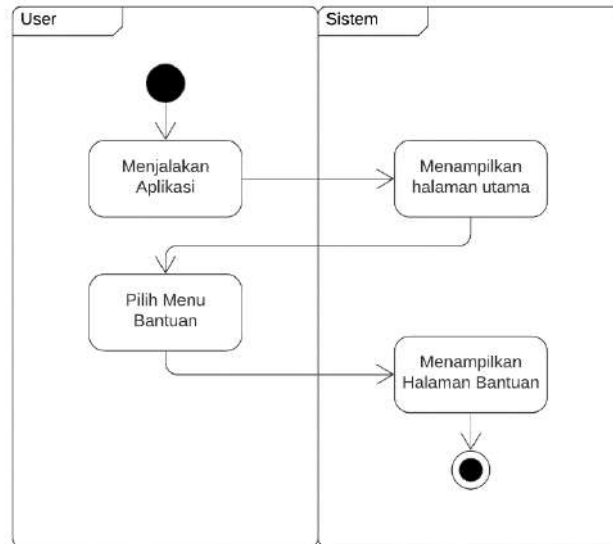 User
Sistem
Menjalakan
Aplikasi
Menampilkan
halaman utama
Pilih Menu
Bantuan
Menampilkan
Halaman Bantuan